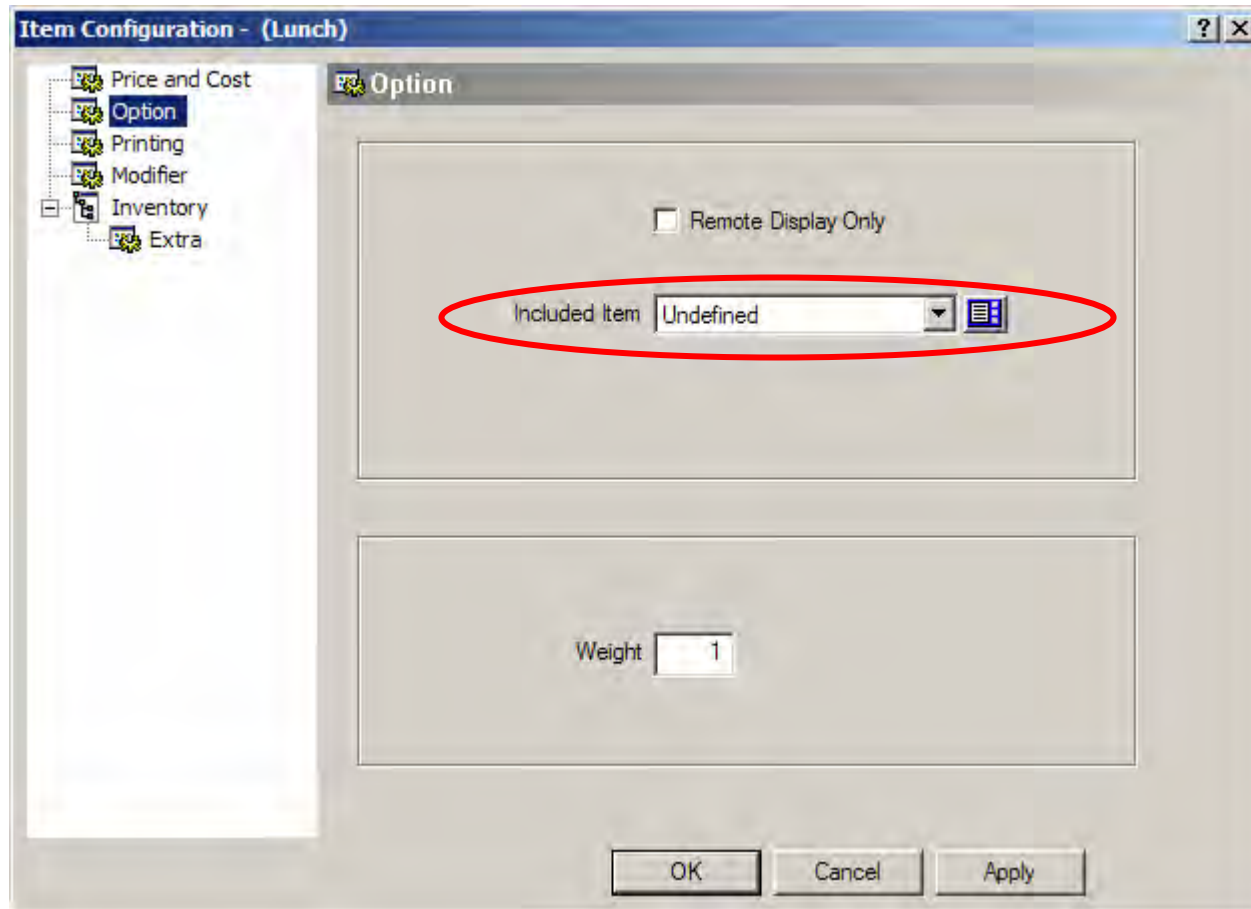 Item Configuration - (Lunch)
Price and Cost
Option
Printing
Modifier
Inventory
Extra
Option
Remote Display Only
Included Item Undefined
Weight 1
OK Cancel Apply